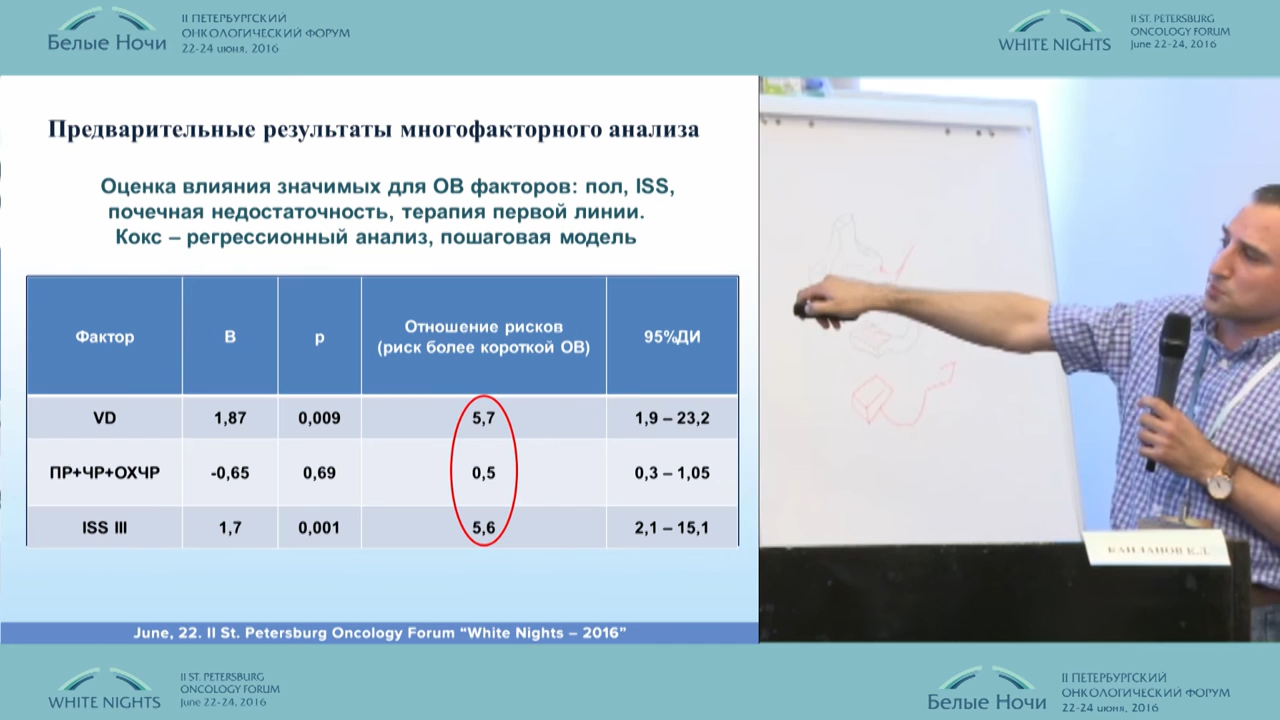 Белые Ночи
II ПЕТЕРБУРГСКИЙ
ОНКОЛОГИЧЕСКИЙ ФОРУМ
22-24 июня, 2016
WHITE NIGHTS
II ST. PETERSBURG
ONCOLOGY FORUM
June 22-24, 2016
Предварительные результаты многофакторного анализа
Оценка влияния значимых для ОВ факторов: пол, ISS,
почечная недостаточность, терапия первой линии.
Кокс – регрессионный анализ, пошаговая модель
Фактор B p Отношение рисков (риск более короткой ОВ) 95%ДИ
VD 1,87 0,009 5,7 1,9 – 23,2
ПР+ЧР+ОХЧР -0,65 0,69 0,5 0,3 – 1,05
ISS III 1,7 0,001 5,6 2,1 – 15,1
June, 22. II St. Petersburg Oncology Forum “White Nights – 2016”
WHITE NIGHTS
II ST. PETERSBURG
ONCOLOGY FORUM
June 22-24, 2016
Белые Ночи
II ПЕТЕРБУРГСКИЙ
ОНКОЛОГИЧЕСКИЙ ФОРУМ
22-24 июня, 2016